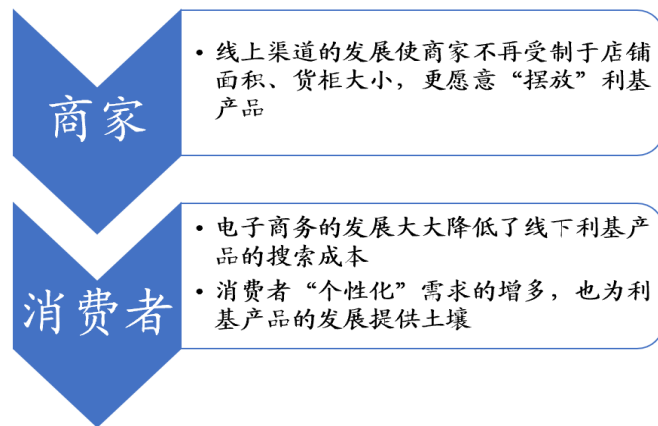 商家
• 线上渠道的发展使商家不再受制于店铺
面积、货柜大小，更愿意“摆放”利基
产品
消费者
• 电子商务的发展大大降低了线下利基产
品的搜索成本
• 消费者“个性化”需求的增多，也为利
基产品的发展提供土壤